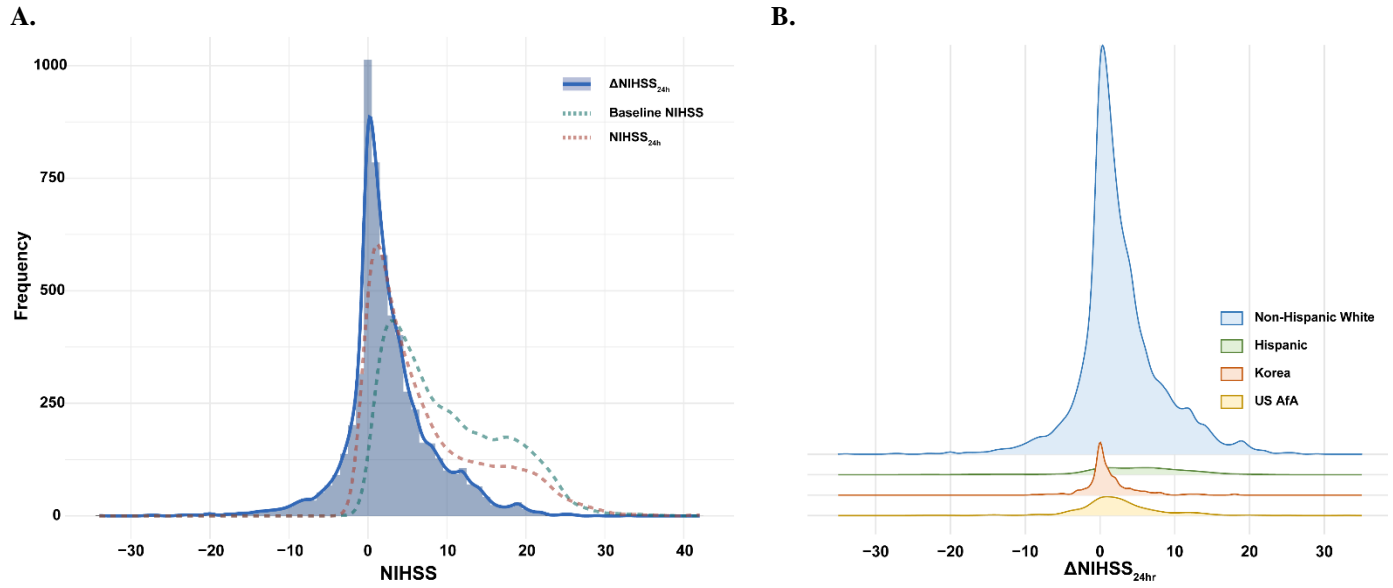 A.
1000
750
500
250
0
Frequency
ΔNIHSS24h
Baseline NIHSS
NIHSS24h
−30 −20 −10 0 10 20 30 40
NIHSS
B.
Non-Hispanic White
Hispanic
Korea
US AfA
−30 −20 −10 0 10 20 30
ΔNIHSS24hr